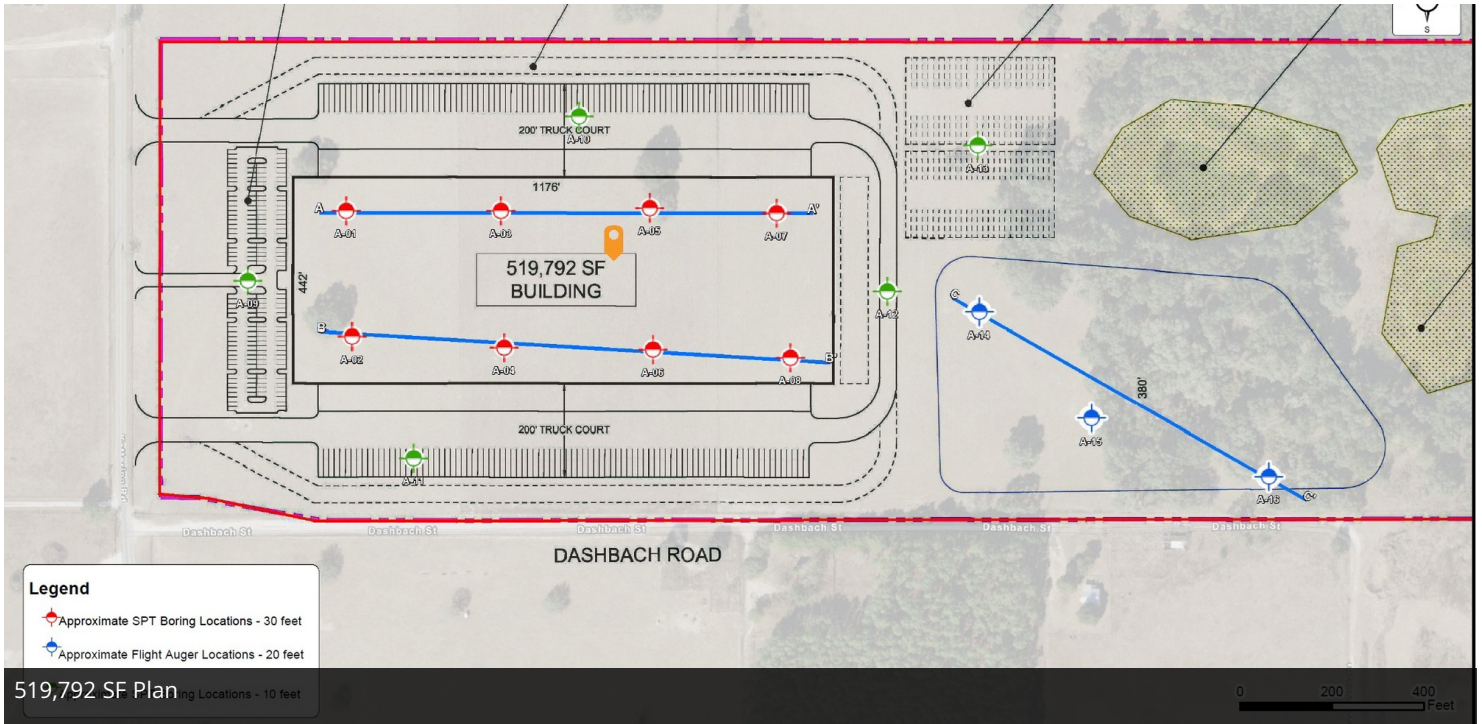 S
200' TRUCK COURT
A-10
A-13
1176'
A
A'
A-01
A-03
A-05
A-07
519,792 SF
BUILDING
442'
A-09
A-12
B
B'
A-02
A-04
A-06
A-08
C
A-14
380'
A-15
A-16
C'
200' TRUCK COURT
A-11
Dashbach St
Dashbach St
Dashbach St
Dashbach St
Dashbach St
Dashbach St
DASHBACH ROAD
Legend
Approximate SPT Boring Locations - 30 feet
Approximate Flight Auger Locations - 20 feet
Boring Locations - 10 feet
519,792 SF Plan
0 200 400
Feet